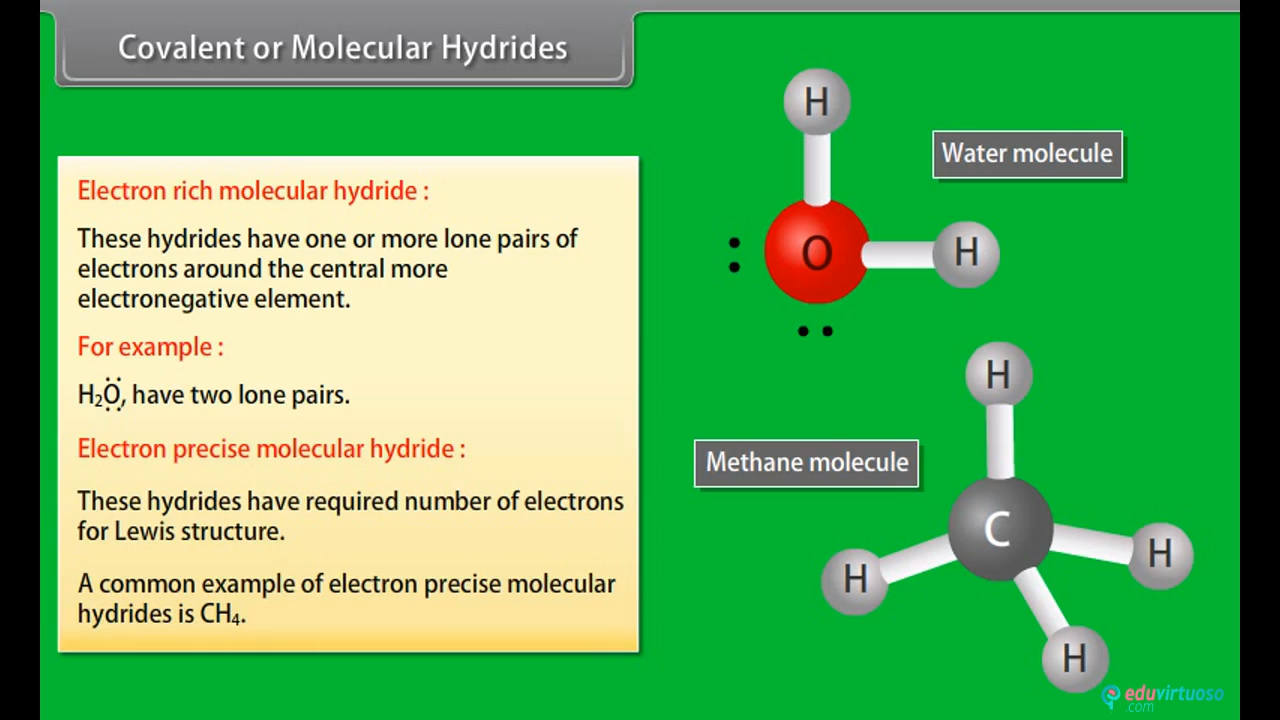 Covalent or Molecular Hydrides
Electron rich molecular hydride :
These hydrides have one or more lone pairs of
electrons around the central more
electronegative element.
For example :
H₂O, have two lone pairs.
Electron precise molecular hydride :
These hydrides have required number of electrons
for Lewis structure.
A common example of electron precise molecular
hydrides is CH₄.
H
Water molecule
O
H
H
Methane molecule
C
H
H
H
eduvirtuoso
.com